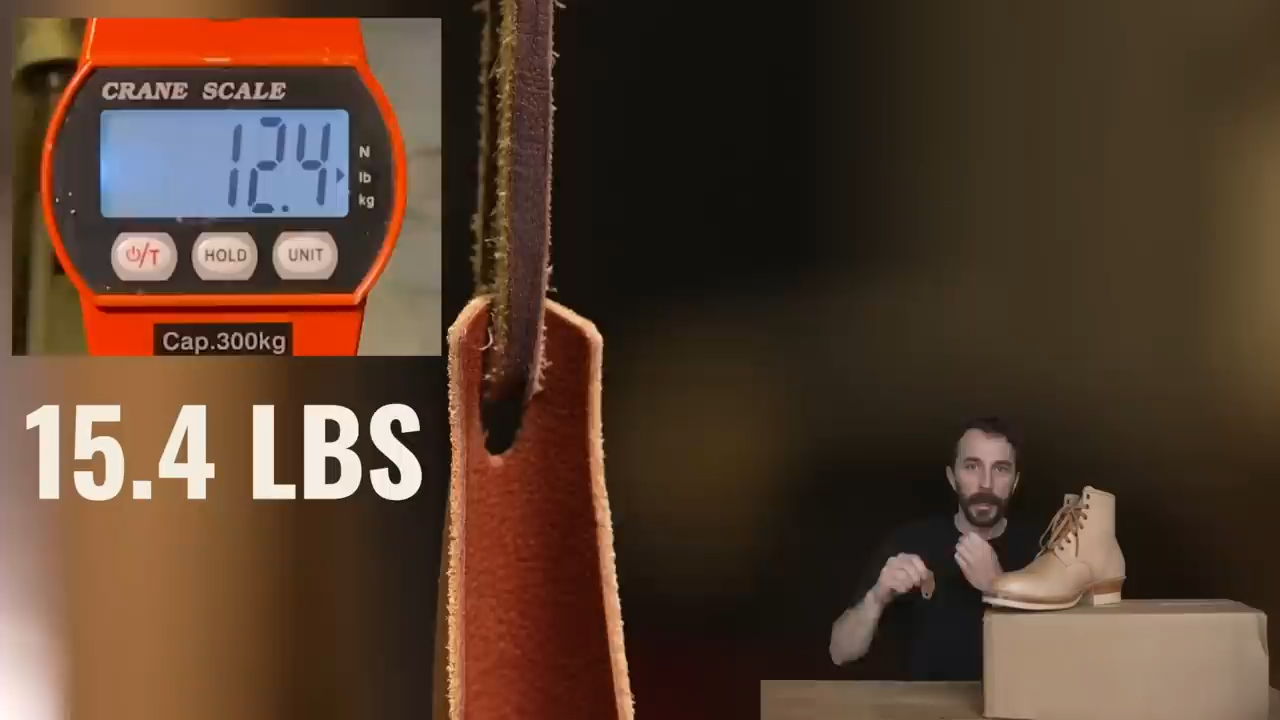 CRANE SCALE
12.4
N
lb
kg
⏻/T
HOLD
UNIT
Cap.300kg
15.4 LBS